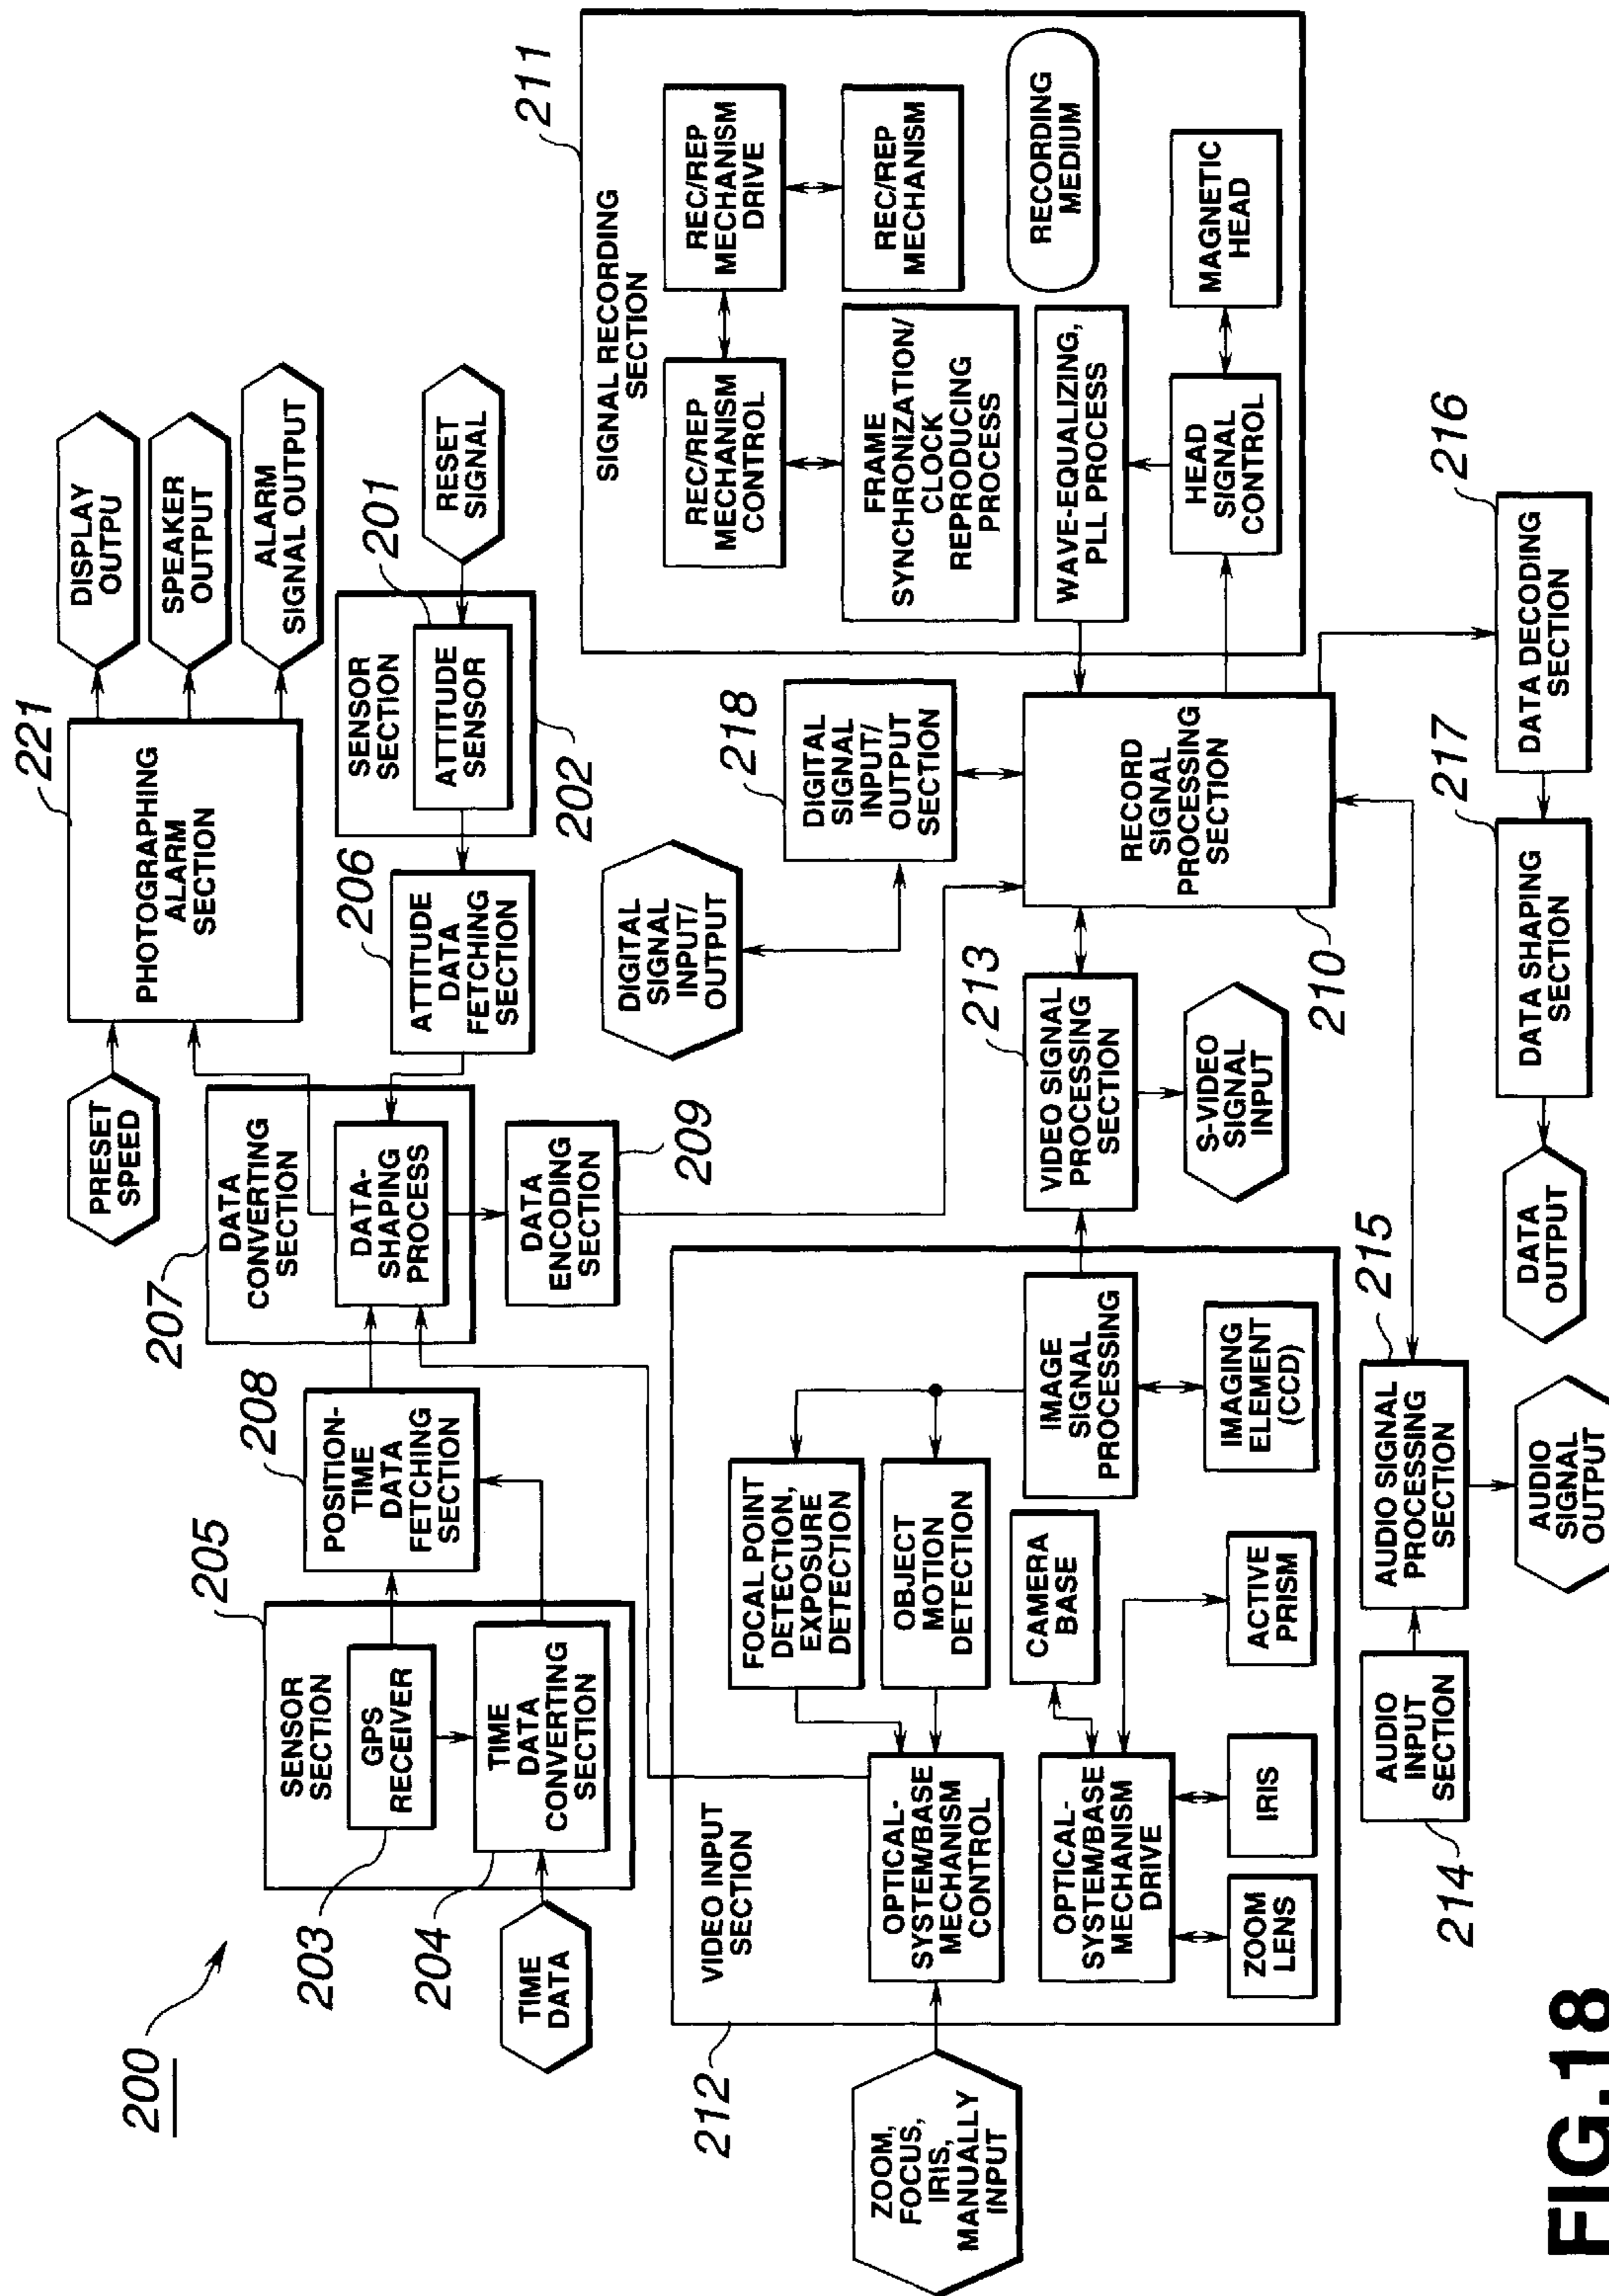 200
221
PRESET
SPEED
PHOTOGRAPHING
ALARM
SECTION
DISPLAY
OUTPU
SPEAKER
OUTPUT
ALARM
SIGNAL OUTPUT
205
SENSOR
SECTION
203
GPS
RECEIVER
204
TIME
DATA
CONVERTING
SECTION
TIME
DATA
208
POSITION-
TIME
DATA
FETCHING
SECTION
207
DATA
CONVERTING
SECTION
DATA-
SHAPING
PROCESS
DATA
ENCODING
SECTION
209
206
ATTITUDE
DATA
FETCHING
SECTION
SENSOR
SECTION
201
ATTITUDE
SENSOR
202
RESET
SIGNAL
211
SIGNAL RECORDING
SECTION
REC/REP
MECHANISM
CONTROL
REC/REP
MECHANISM
DRIVE
FRAME
SYNCHRONIZATION/
CLOCK
REPRODUCING
PROCESS
REC/REP
MECHANISM
WAVE-EQUALIZING,
PLL PROCESS
RECORDING
MEDIUM
HEAD
SIGNAL
CONTROL
MAGNETIC
HEAD
DIGITAL
SIGNAL
INPUT/
OUTPUT
218
DIGITAL
SIGNAL
INPUT/
OUTPUT
SECTION
RECORD
SIGNAL
PROCESSING
SECTION
210
213
VIDEO SIGNAL
PROCESSING
SECTION
S-VIDEO
SIGNAL
INPUT
212
VIDEO INPUT
SECTION
ZOOM,
FOCUS,
IRIS,
MANUALLY
INPUT
OPTICAL-
SYSTEM/BASE
MECHANISM
CONTROL
FOCAL POINT
DETECTION,
EXPOSURE
DETECTION
OBJECT
MOTION
DETECTION
IMAGE
SIGNAL
PROCESSING
IMAGING
ELEMENT
(CCD)
OPTICAL-
SYSTEM/BASE
MECHANISM
DRIVE
CAMERA
BASE
ACTIVE
PRISM
ZOOM
LENS
IRIS
214
AUDIO
INPUT
SECTION
215
AUDIO SIGNAL
PROCESSING
SECTION
AUDIO
SIGNAL
OUTPUT
216
DATA DECODING
SECTION
217
DATA SHAPING
SECTION
DATA
OUTPUT
FIG.18